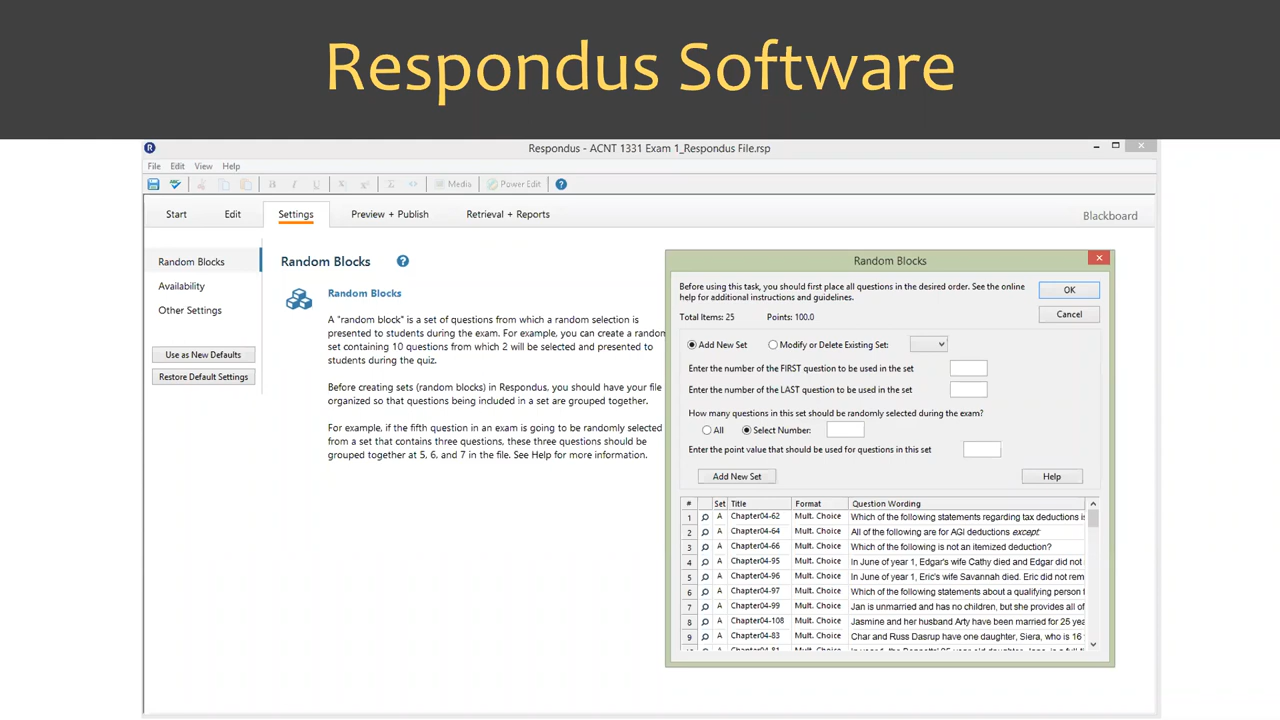 Respondus Software
Respondus - ACNT 1331 Exam 1_Respondus File.rsp
File Edit View Help
B I U Media Power Edit
Start Edit Settings Preview + Publish Retrieval + Reports Blackboard
Random Blocks
Availability
Other Settings
Use as New Defaults
Restore Default Settings
Random Blocks
Random Blocks
A "random block" is a set of questions from which a random selection is
presented to students during the exam. For example, you can create a random
set containing 10 questions from which 2 will be selected and presented to
students during the quiz.
Before creating sets (random blocks) in Respondus, you should have your file
organized so that questions being included in a set are grouped together.
For example, if the fifth question in an exam is going to be randomly selected
from a set that contains three questions, these three questions should be
grouped together at 5, 6, and 7 in the file. See Help for more information.
Random Blocks
Before using this task, you should first place all questions in the desired order. See the online
help for additional instructions and guidelines.
OK
Total Items: 25 Points: 100.0
Cancel
Add New Set Modify or Delete Existing Set:
Enter the number of the FIRST question to be used in the set
Enter the number of the LAST question to be used in the set
How many questions in this set should be randomly selected during the exam?
All Select Number:
Enter the point value that should be used for questions in this set
Add New Set Help
# Set Title Format Question Wording
1 A Chapter04-62 Mult. Choice Which of the following statements regarding tax deductions is
2 A Chapter04-64 Mult. Choice All of the following are for AGI deductions except:
3 A Chapter04-66 Mult. Choice Which of the following is not an itemized deduction?
4 A Chapter04-95 Mult. Choice In June of year 1, Edgar's wife Cathy died and Edgar did not
5 A Chapter04-96 Mult. Choice In June of year 1, Eric's wife Savannah died. Eric did not rem
6 A Chapter04-97 Mult. Choice Which of the following statements about a qualifying person
7 A Chapter04-99 Mult. Choice Jan is unmarried and has no children, but she provides all of
8 A Chapter04-108 Mult. Choice Jasmine and her husband Arty have been married for 25 yea
9 A Chapter04-83 Mult. Choice Char and Russ Dasrup have one daughter, Siera, who is 16